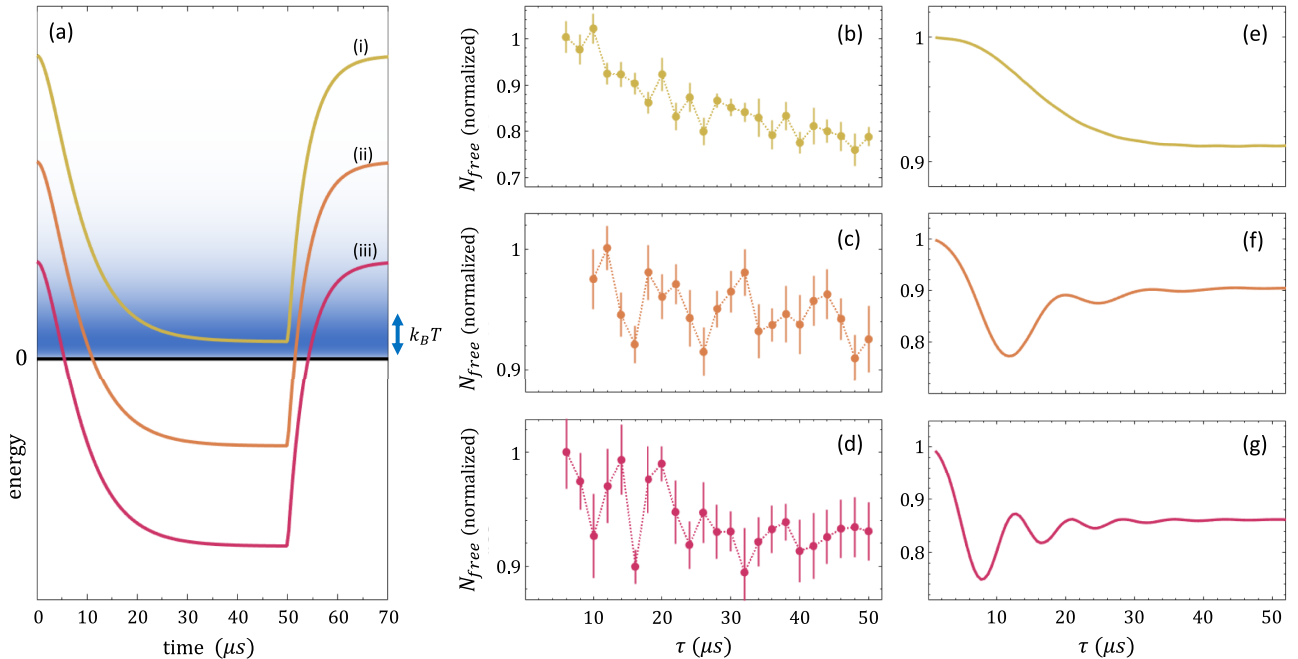 (a)
(i)
(ii)
(iii)
k_BT
0
energy
0 10 20 30 40 50 60 70
time (μs)
(b)
1
0.9
0.8
0.7
N_free (normalized)
(c)
1
0.9
N_free (normalized)
(d)
1
0.9
N_free (normalized)
10 20 30 40 50
τ (μs)
(e)
1
0.9
(f)
1
0.9
0.8
(g)
1
0.9
0.8
10 20 30 40 50
τ (μs)